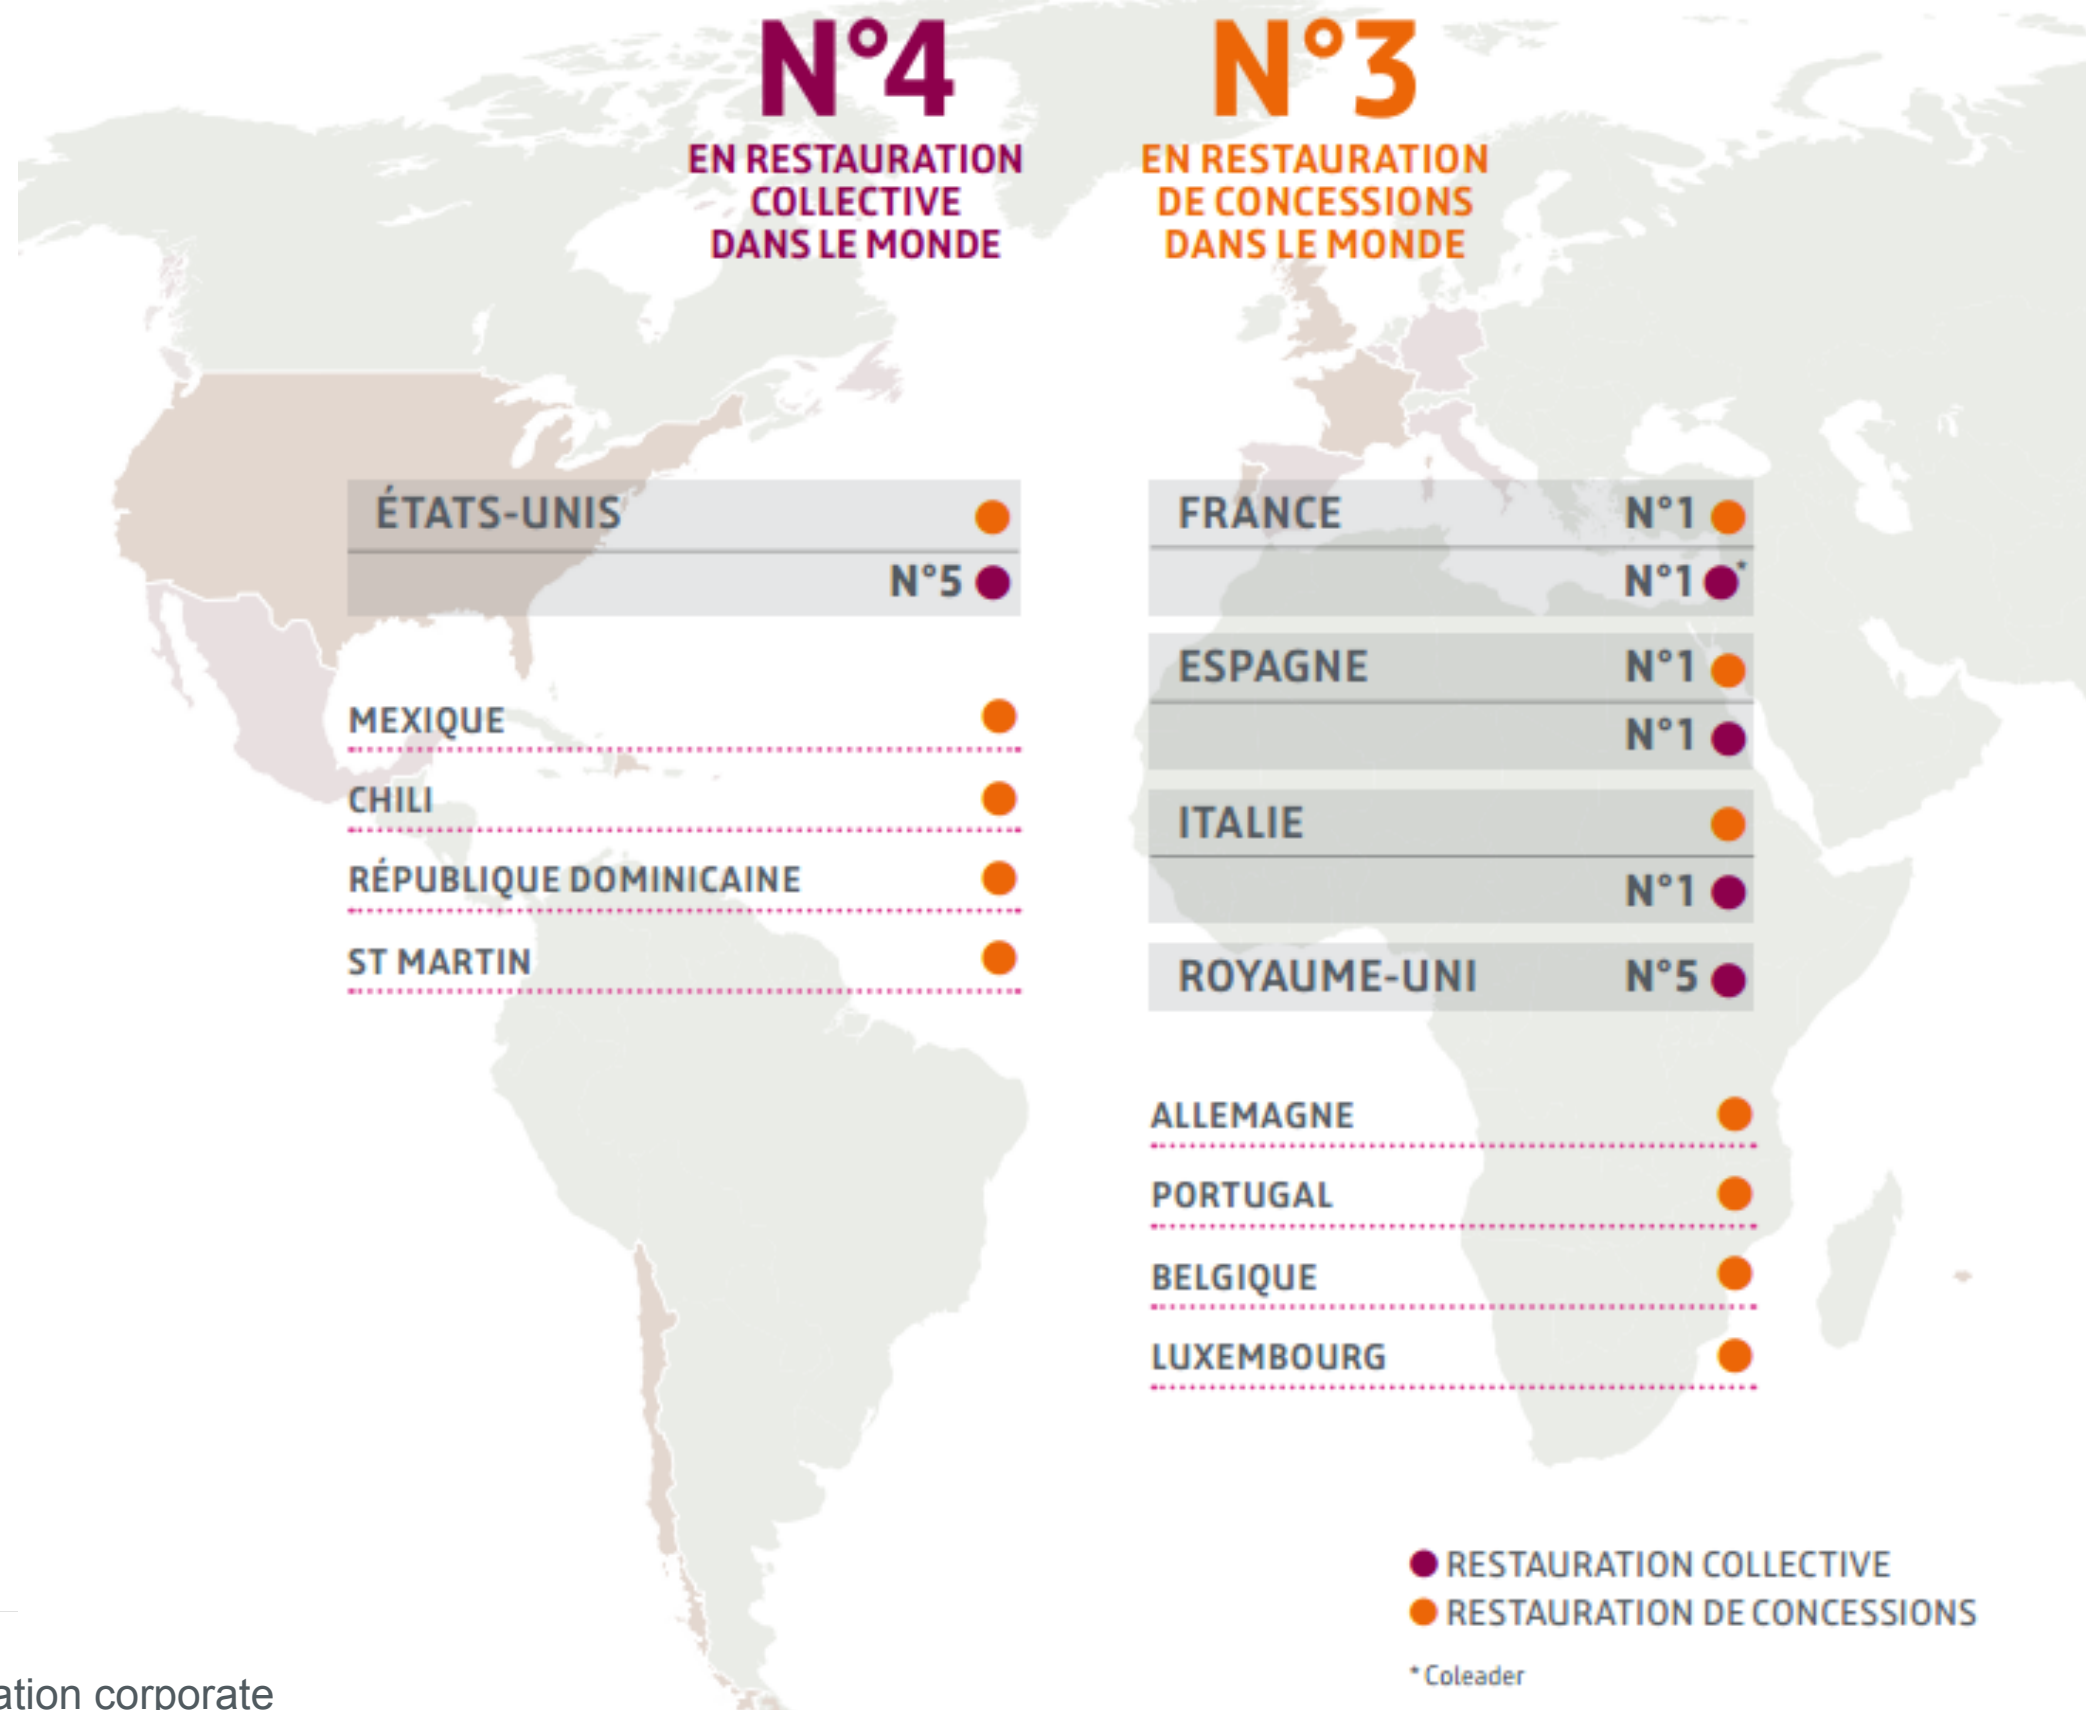 N°4
EN RESTAURATION
COLLECTIVE
DANS LE MONDE
N°3
EN RESTAURATION
DE CONCESSIONS
DANS LE MONDE
ÉTATS-UNIS
N°5
MEXIQUE
CHILI
RÉPUBLIQUE DOMINICAINE
ST MARTIN
FRANCE N°1
N°1 *
ESPAGNE N°1
N°1
ITALIE
N°1
ROYAUME-UNI N°5
ALLEMAGNE
PORTUGAL
BELGIQUE
LUXEMBOURG
RESTAURATION COLLECTIVE
RESTAURATION DE CONCESSIONS
* Coleader
corporate